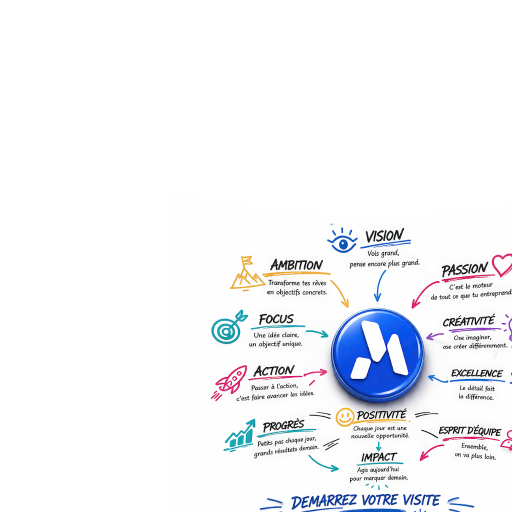 VISION
Vois grand,
pense encore plus grand.
AMBITION
Transforme tes rêves
en objectifs concrets.
PASSION
C'est le moteur
de tout ce que tu entreprend
FOCUS
Une idée claire,
un objectif unique.
CRÉATIVITÉ
Ose imaginer,
ose créer différemment.
ACTION
Passer à l'action,
c'est faire avancer les idées.
EXCELLENCE
Le détail fait
la différence.
POSITIVITÉ
Chaque jour est une
nouvelle opportunité.
PROGRÈS
Petits pas chaque jour,
grands résultats demain.
ESPRIT D'ÉQUIPE
Ensemble,
on va plus loin.
IMPACT
Agis aujourd'hui
pour marquer demain.
DEMARREZ VOTRE VISITE